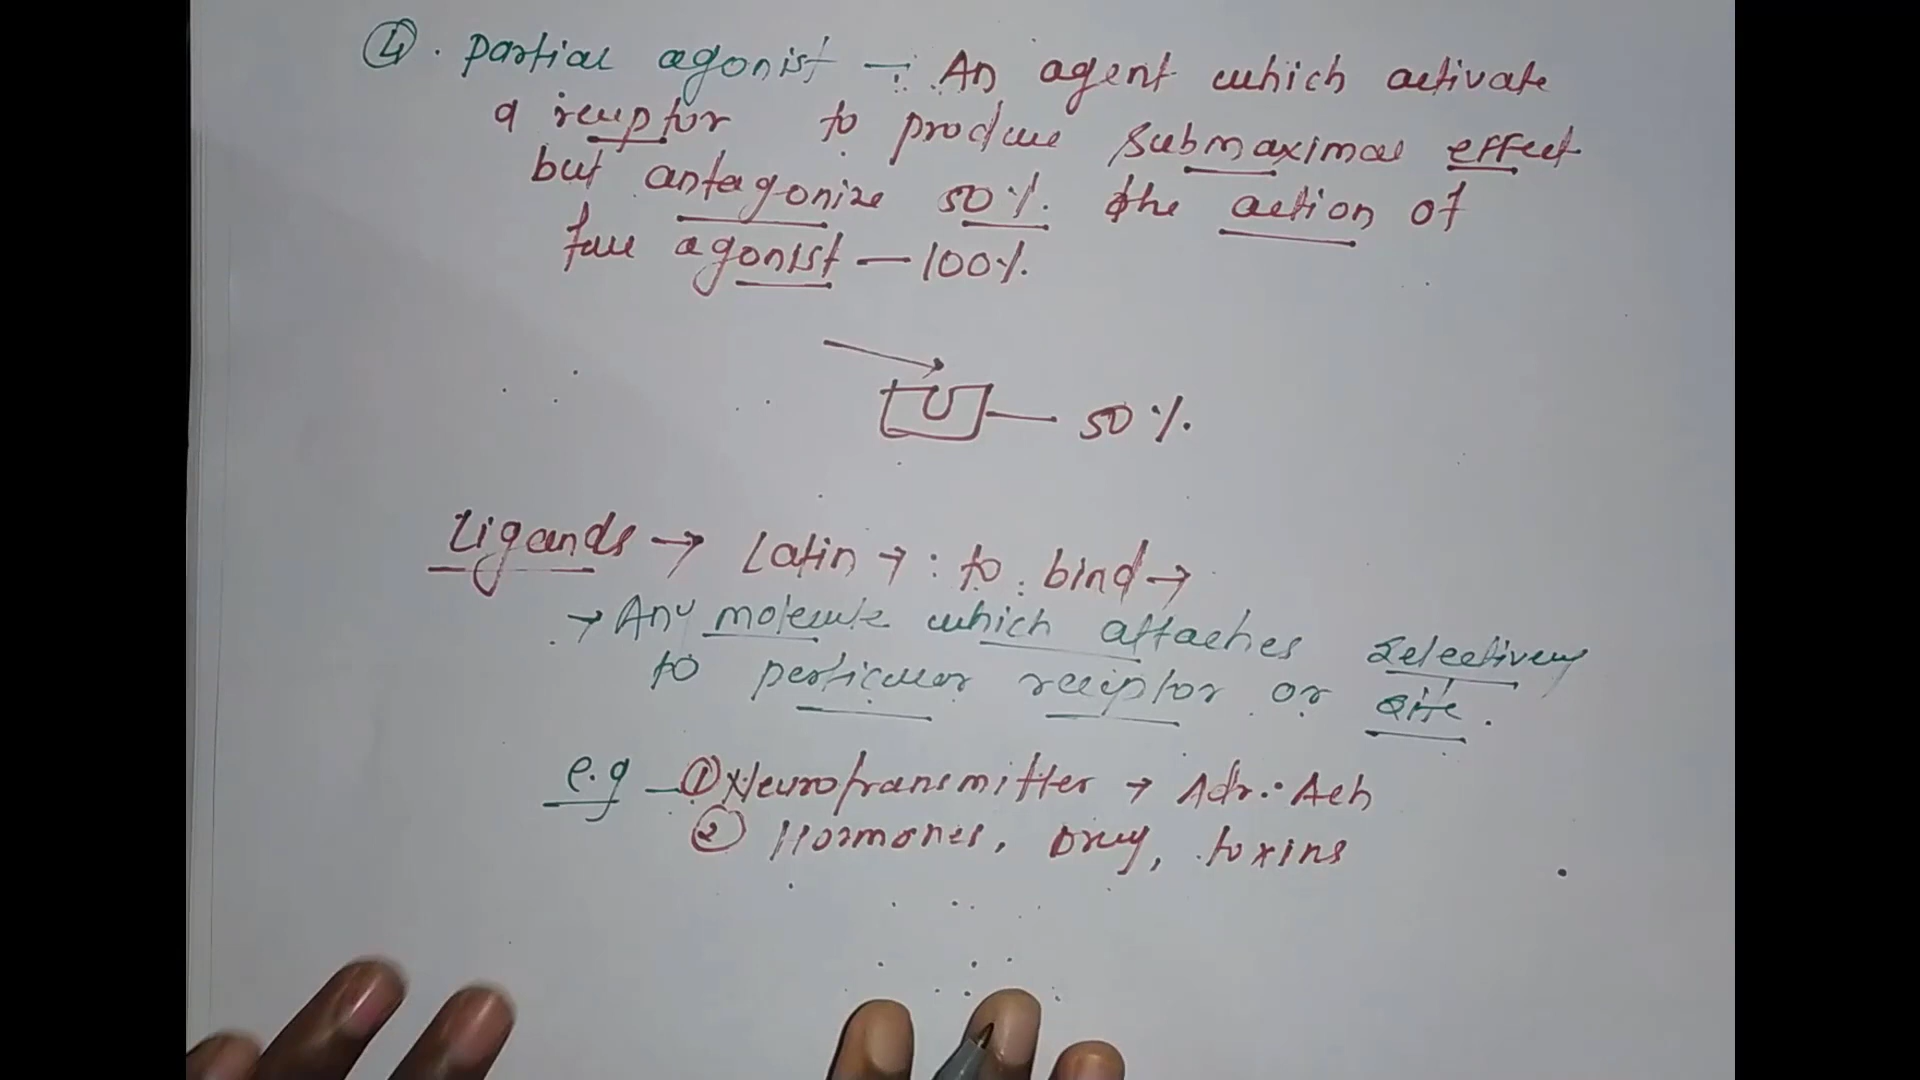 ④. Partial agonist → An agent which activate
a receptor to produce submaximal effect
but antagonize 50%. the action of
full agonist — 100%.
50%.
Ligands → Latin → : to bind →
→ Any molecule which attaches selectively
to perticular receptor or site.
e.g — ① Neurotransmitter → Adr.. Ach
② Hormones, Drug, toxins